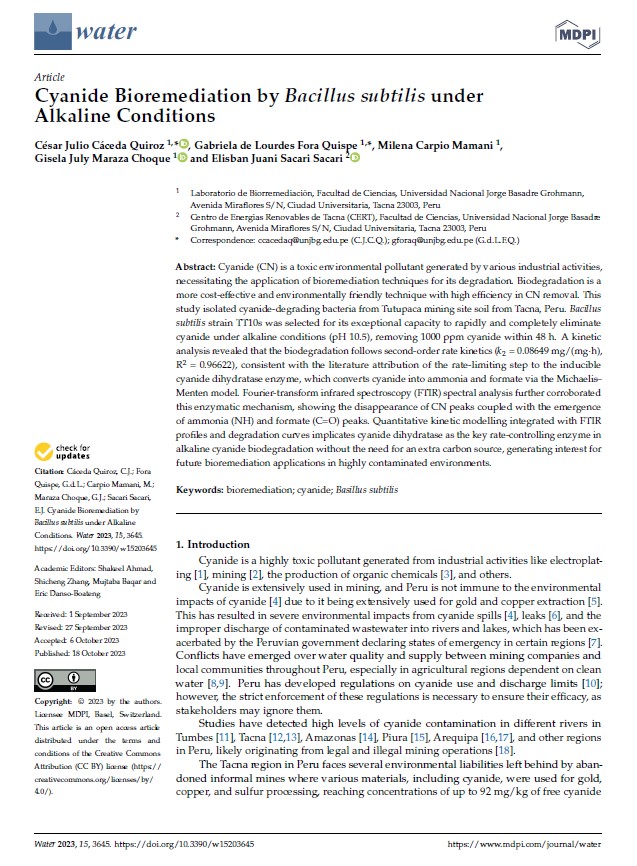 water
MDPI
Article
Cyanide Bioremediation by Bacillus subtilis under
Alkaline Conditions
César Julio Cáceda Quiroz 1,*, Gabriela de Lourdes Fora Quispe 1,*, Milena Carpio Mamani 1,
Gisela July Maraza Choque 1 and Elisban Juani Sacari Sacari 2
1 Laboratorio de Biorremediación, Facultad de Ciencias, Universidad Nacional Jorge Basadre Grohmann,
Avenida Miraflores S/N, Ciudad Universitaria, Tacna 23003, Peru
2 Centro de Energias Renovables de Tacna (CERT), Facultad de Ciencias, Universidad Nacional Jorge Basadre
Grohmann, Avenida Miraflores S/N, Ciudad Universitaria, Tacna 23003, Peru
* Correspondence: ccacedaq@unjbg.edu.pe (C.J.C.Q.); gforaq@unjbg.edu.pe (G.d.L.F.Q.)
Abstract: Cyanide (CN) is a toxic environmental pollutant generated by various industrial activities,
necessitating the application of bioremediation techniques for its degradation. Biodegradation is a
more cost-effective and environmentally friendly technique with high efficiency in CN removal. This
study isolated cyanide-degrading bacteria from Tutupaca mining site soil from Tacna, Peru. Bacillus
subtilis strain TT10s was selected for its exceptional capacity to rapidly and completely eliminate
cyanide under alkaline conditions (pH 10.5), removing 1000 ppm cyanide within 48 h. A kinetic
analysis revealed that the biodegradation follows second-order rate kinetics (k2 = 0.08649 mg/(mg·h),
R2 = 0.96622), consistent with the literature attribution of the rate-limiting step to the inducible
cyanide dihydratase enzyme, which converts cyanide into ammonia and formate via the Michaelis–
Menten model. Fourier-transform infrared spectroscopy (FTIR) spectral analysis further corroborated
this enzymatic mechanism, showing the disappearance of CN peaks coupled with the emergence
of ammonia (NH) and formate (C=O) peaks. Quantitative kinetic modelling integrated with FTIR
profiles and degradation curves implicates cyanide dihydratase as the key rate-controlling enzyme in
alkaline cyanide biodegradation without the need for an extra carbon source, generating interest for
future bioremediation applications in highly contaminated environments.
Keywords: bioremediation; cyanide; Basillus subtilis
check for
updates
Citation: Cáceda Quiroz, C.J.; Fora
Quispe, G.d.L.; Carpio Mamani, M.;
Maraza Choque, G.J.; Sacari Sacari,
E.J. Cyanide Bioremediation by
Bacillus subtilis under Alkaline
Conditions. Water 2023, 15, 3645.
https://doi.org/10.3390/w15203645
Academic Editors: Shakeel Ahmad,
Shicheng Zhang, Mujtaba Baqar and
Eric Danso-Boateng
Received: 1 September 2023
Revised: 27 September 2023
Accepted: 6 October 2023
Published: 18 October 2023
CC BY
Copyright: © 2023 by the authors.
Licensee MDPI, Basel, Switzerland.
This article is an open access article
distributed under the terms and
conditions of the Creative Commons
Attribution (CC BY) license (https://
creativecommons.org/licenses/by/
4.0/).
1. Introduction
Cyanide is a highly toxic pollutant generated from industrial activities like electroplat-
ing [1], mining [2], the production of organic chemicals [3], and others.
Cyanide is extensively used in mining, and Peru is not immune to the environmental
impacts of cyanide [4] due to it being extensively used for gold and copper extraction [5].
This has resulted in severe environmental impacts from cyanide spills [4], leaks [6], and the
improper discharge of contaminated wastewater into rivers and lakes, which has been ex-
acerbated by the Peruvian government declaring states of emergency in certain regions [7].
Conflicts have emerged over water quality and supply between mining companies and
local communities throughout Peru, especially in agricultural regions dependent on clean
water [8,9]. Peru has developed regulations on cyanide use and discharge limits [10];
however, the strict enforcement of these regulations is necessary to ensure their efficacy, as
stakeholders may ignore them.
Studies have detected high levels of cyanide contamination in different rivers in
Tumbes [11], Tacna [12,13], Amazonas [14], Piura [15], Arequipa [16,17], and other regions
in Peru, likely originating from legal and illegal mining operations [18].
The Tacna region in Peru faces several environmental liabilities left behind by aban-
doned informal mines where various materials, including cyanide, were used for gold,
copper, and sulfur processing, reaching concentrations of up to 92 mg/kg of free cyanide
Water 2023, 15, 3645. https://doi.org/10.3390/w15203645
https://www.mdpi.com/journal/water